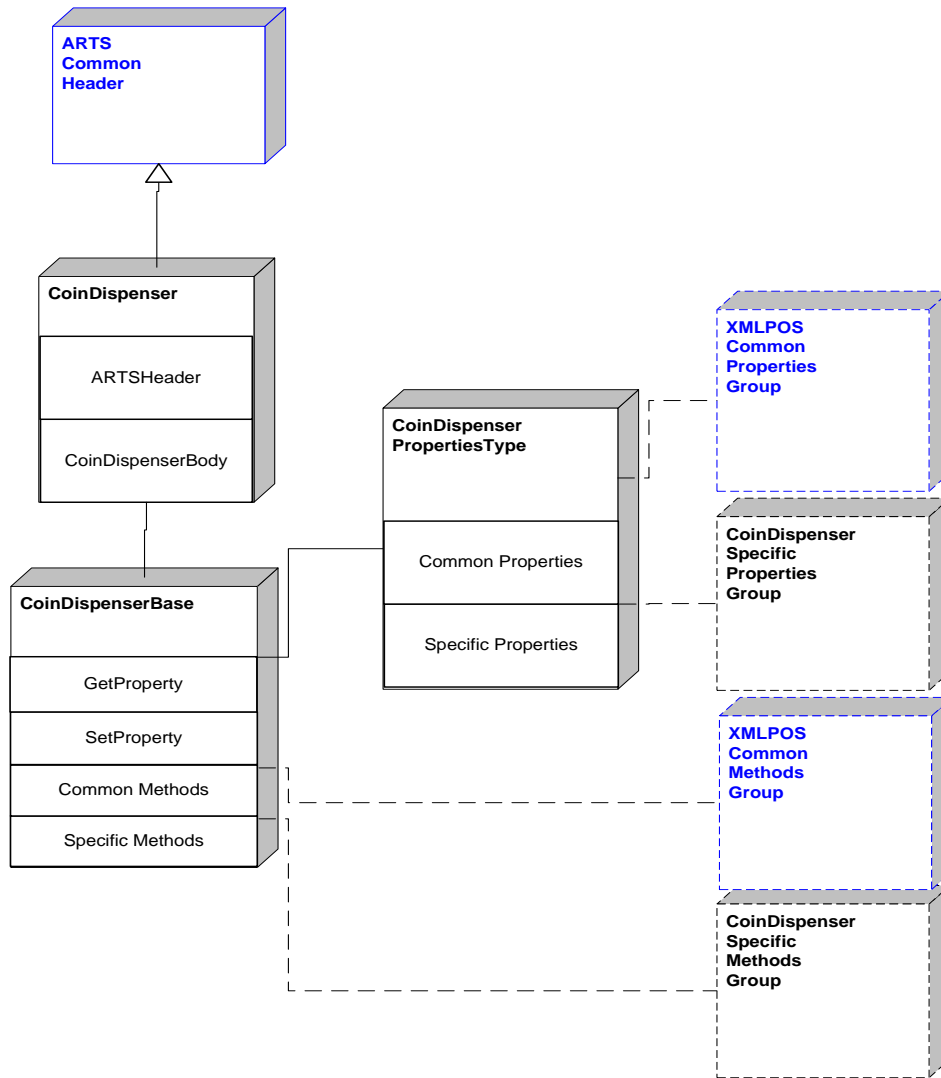 ARTS
Common
Header
CoinDispenser
ARTSHeader
CoinDispenserBody
CoinDispenserBase
GetProperty
SetProperty
Common Methods
Specific Methods
CoinDispenser
PropertiesType
Common Properties
Specific Properties
XMLPOS
Common
Properties
Group
CoinDispenser
Specific
Properties
Group
XMLPOS
Common
Methods
Group
CoinDispenser
Specific
Methods
Group